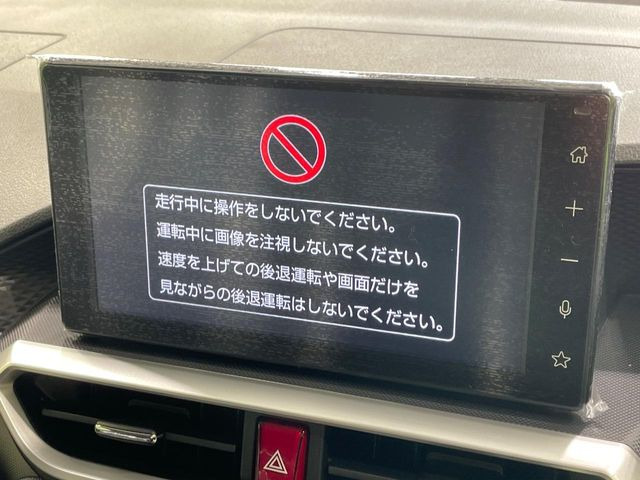 走行中に操作をしないでください。
運転中に画像を注視しないでください。
速度を上げての後退運転や画面だけを
見ながらの後退運転はしないでください。